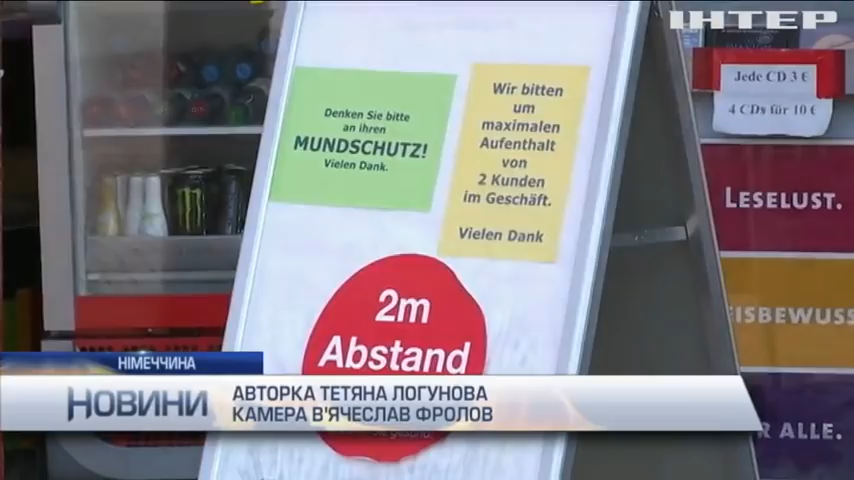 ІНТЕР
Jede CD 3 €
4 CDs für 10 €
Denken Sie bitte
an ihren
MUNDSCHUTZ!
Vielen Dank.
Wir bitten
um
maximalen
Aufenthalt
von
2 Kunden
im Geschäft.
Vielen Dank
LESELUST.
2m
Abstand
EISBEWUSS
R ALLE.
НІМЕЧЧИНА
НОВИНИ
АВТОРКА ТЕТЯНА ЛОГУНОВА
КАМЕРА В'ЯЧЕСЛАВ ФРОЛОВ